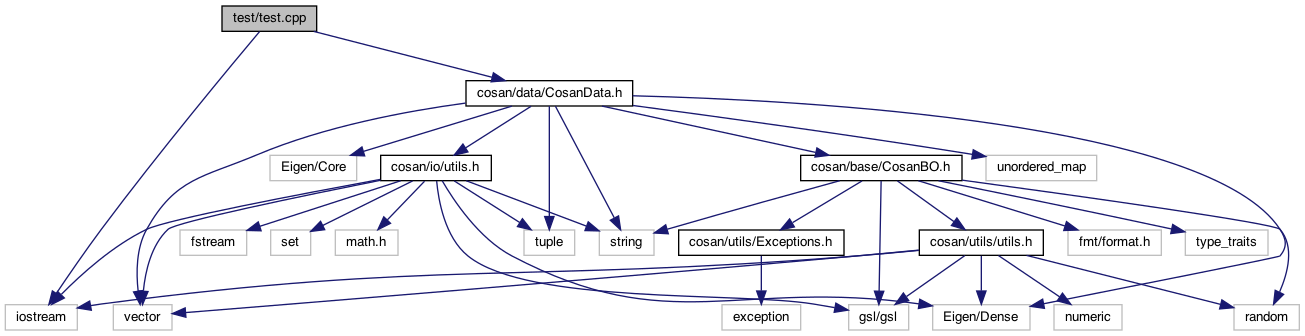 test/test.cpp
cosan/data/CosanData.h
Eigen/Core
cosan/io/utils.h
cosan/base/CosanBO.h
unordered_map
fstream
set
math.h
tuple
string
cosan/utils/Exceptions.h
cosan/utils/utils.h
fmt/format.h
type_traits
iostream
vector
exception
gsl/gsl
Eigen/Dense
numeric
random